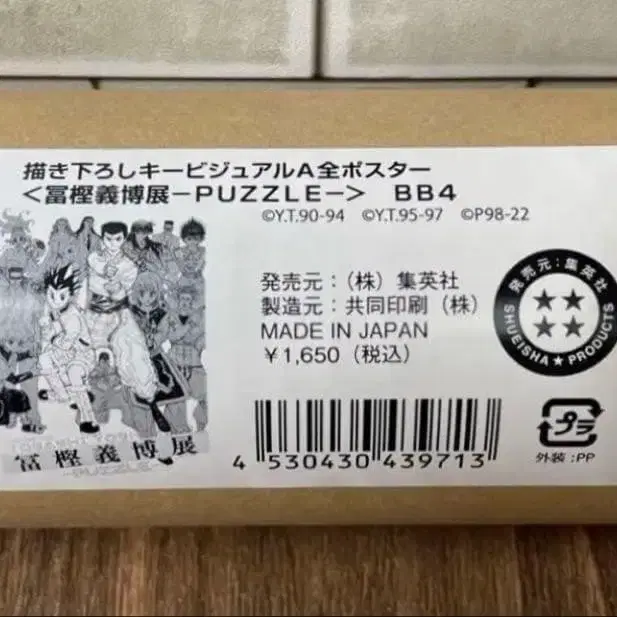 描き下ろしキービジュアルA全ポスター
<冨樫義博展-PUZZLE-> BB4
©Y.T.90-94 ©Y.T.95-97 ©P98-22
発売元:(株)集英社
製造元:共同印刷(株)
MADE IN JAPAN
¥1,650(税込)
発売元:集英社
SHUEISHA★PRODUCTS
冨樫義博展
-PUZZLE-
4 530430 439713
プラ
外装:PP